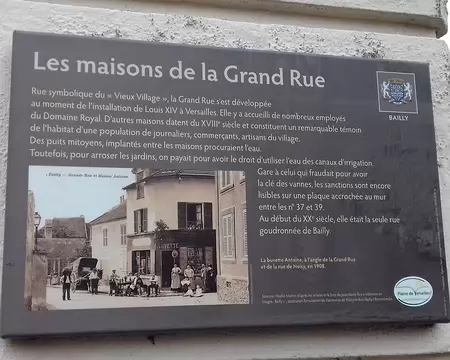 Les maisons de la Grand Rue
Rue symbolique du « Vieux Village », la Grand Rue s'est développée
au moment de l'installation de Louis XIV à Versailles. Elle y a accueilli de nombreux employés
du Domaine Royal. D'autres maisons datent du XVIIIe siècle et constituent un remarquable témoin
de l'habitat d'une population de journaliers, commerçants, artisans du village.
Des puits mitoyens, implantés entre les maisons procuraient l'eau.
Toutefois, pour arroser les jardins, on payait pour avoir le droit d'utiliser l'eau des canaux d'irrigation.
Gare à celui qui fraudait pour avoir
la clé des vannes, les sanctions sont encore
lisibles sur une plaque accrochée au mur
entre les n° 37 et 39.
Au début du XXe siècle, elle était la seule rue
goudronnée de Bailly.
BAILLY
La buvette Antoine, à l'angle de la Grand Rue
et de la rue de Noisy, en 1908.
Plaine de Versailles